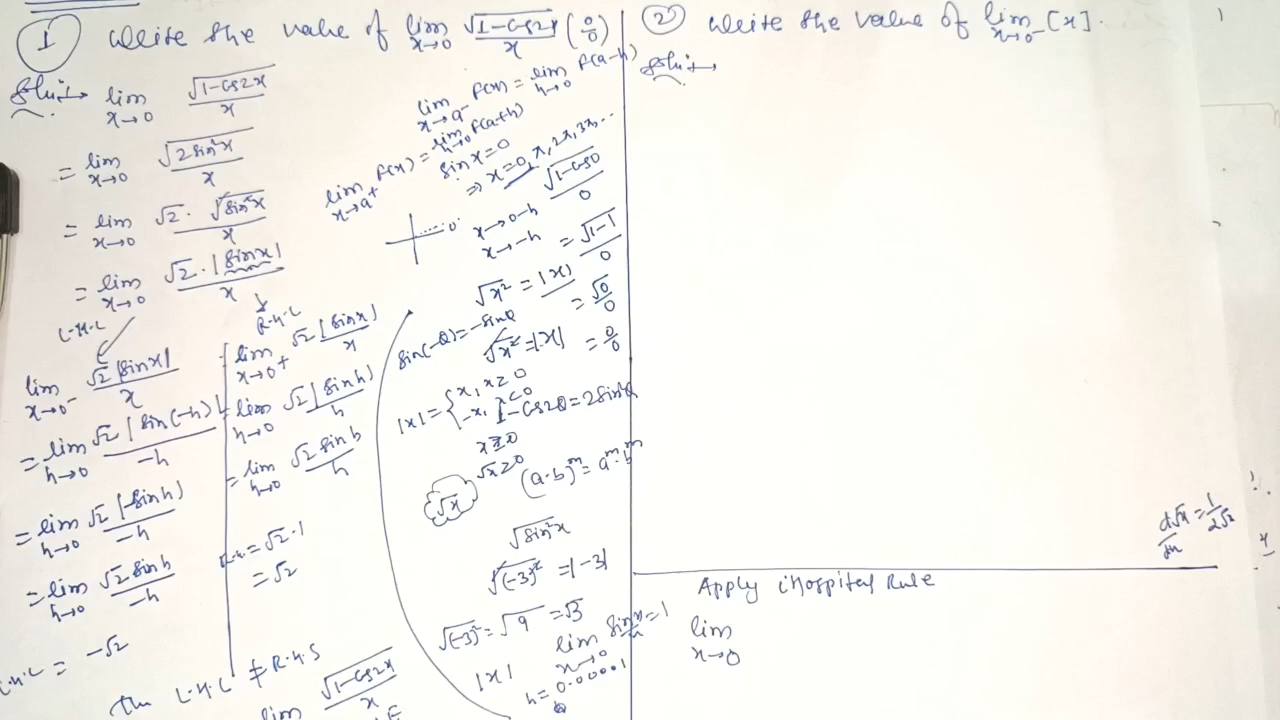 ① Write the value of lim x→0 √1-cos2x / x (0/0)
Soln:→ lim x→0 √1-cos2x / x
= lim x→0 √2sin²x / x
= lim x→0 √2 · √sin²x / x
= lim x→0 √2 · |sinx| / x
L.H.L
R.H.L
lim x→0⁻ √2 |sinx| / x
= lim h→0 √2 |sin(-h)| / -h
= lim h→0 √2 |-sinh| / -h
= lim h→0 √2 sinh / -h
L.H.L = -√2
lim x→0+ √2 |sinx| / x
= lim h→0 √2 |sinh| / h
= lim h→0 √2 sinh / h
= √2 · 1
= √2
L.H.L ≠ R.H.S
lim √1-cos2x / x
lim x→a⁻ f(x) = lim h→0 f(a-h)
lim x→a+ f(x) = lim h→0 f(a+h)
sinx = 0
⇒ x = 0, π, 2π, 3π, ...
x→0-h
x→-h
√1-cos0 / 0
= √1-1 / 0
= √0 / 0
= 0/0
√x² = |x|
sin(-θ) = -sinθ
√x² = |x|
|x| = { x, x≥0
-x, x<0
1-cos2θ = 2sin²θ
x≥0
√x≥0
√x
(a·b)^m = a^m · b^m
√sin²x
√(-3)² = |-3|
√(-3)² = √9 = √3
|x|
lim x→0 sinx / x = 1
h = 0.00001
② Write the value of lim x→0⁻ [x].
Soln:→
d√x / dx = 1 / 2√x
Apply L'Hospital Rule
lim x→0